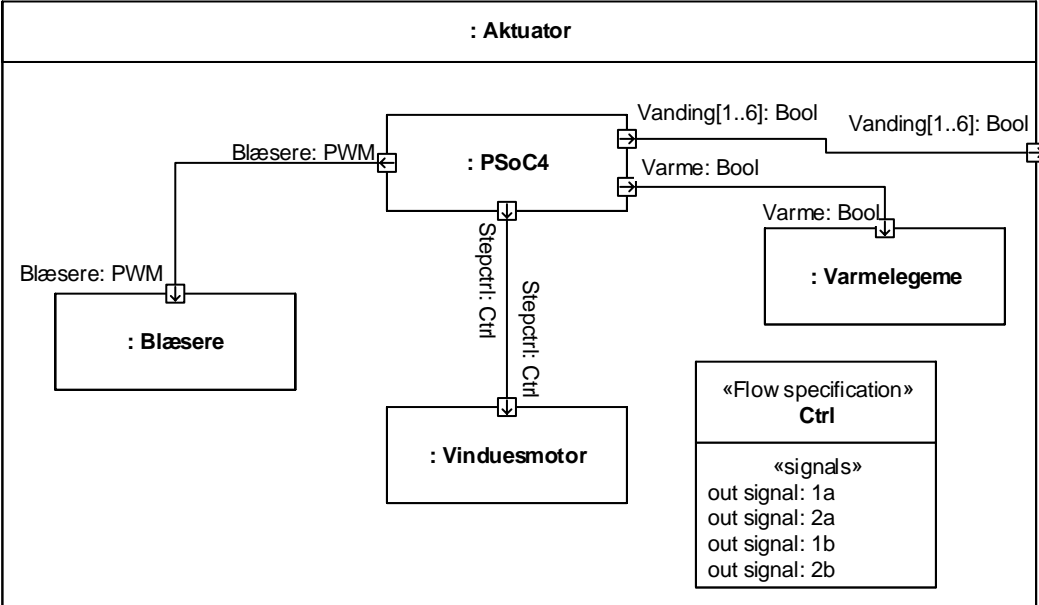 : Aktuator
Vanding[1..6]: Bool
Vanding[1..6]: Bool
Blæsere: PWM
: PSoC4
Varme: Bool
Varme: Bool
Stepctrl: Ctrl
Stepctrl: Ctrl
Blæsere: PWM
: Varmelegeme
: Blæsere
«Flow specification»
Ctrl
: Vinduesmotor
«signals»
out signal: 1a
out signal: 2a
out signal: 1b
out signal: 2b